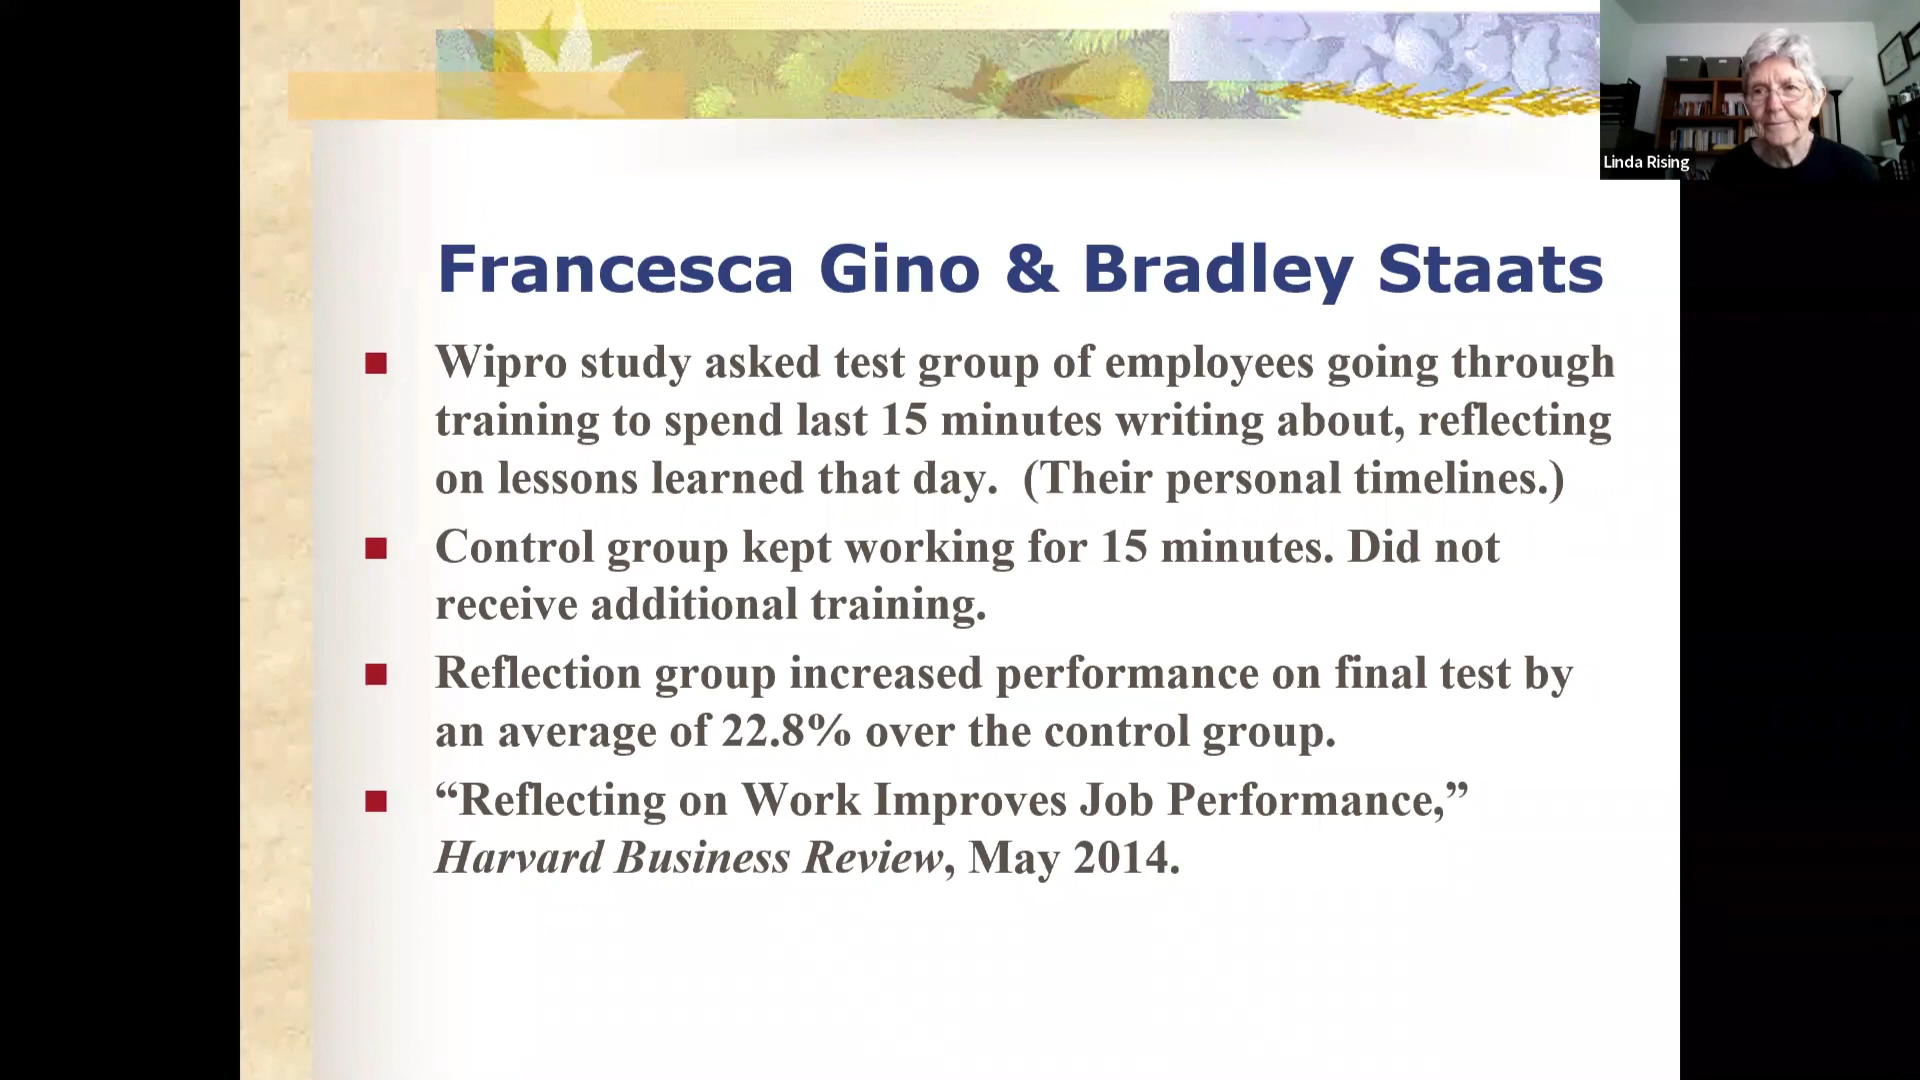 Linda Rising
Francesca Gino & Bradley Staats
Wipro study asked test group of employees going through
training to spend last 15 minutes writing about, reflecting
on lessons learned that day.  (Their personal timelines.)
Control group kept working for 15 minutes. Did not
receive additional training.
Reflection group increased performance on final test by
an average of 22.8% over the control group.
“Reflecting on Work Improves Job Performance,”
Harvard Business Review, May 2014.